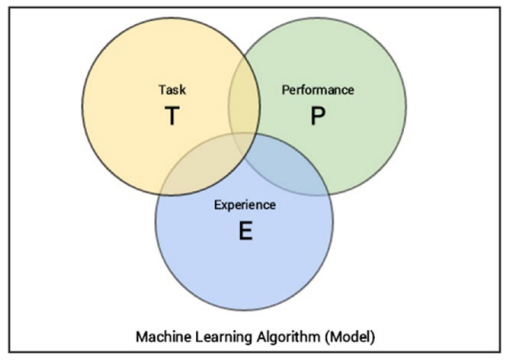 Task
T
Performance
P
Experience
E
Machine Learning Algorithm (Model)